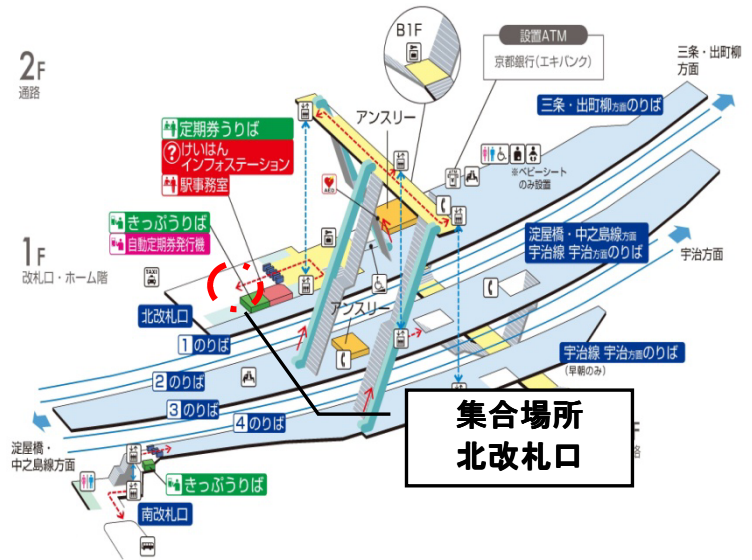 B1F
設置ATM
京都銀行(エキバンク)
三条・出町柳
方面
2F
通路
三条・出町柳方面のりば
アンスリー
定期券うりば
?けいはん
インフォステーション
駅事務室
※ベビーシート
のみ設置
AED
きっぷうりば
自動定期券発行機
淀屋橋・中之島線方面
宇治線 宇治方面のりば
宇治方面
1F
改札口・ホーム階
TAXI
北改札口
アンスリー
1のりば
宇治線 宇治方面のりば
(早朝のみ)
2のりば
3のりば
4のりば
集合場所
北改札口
淀屋橋・
中之島線方面
きっぷうりば
南改札口